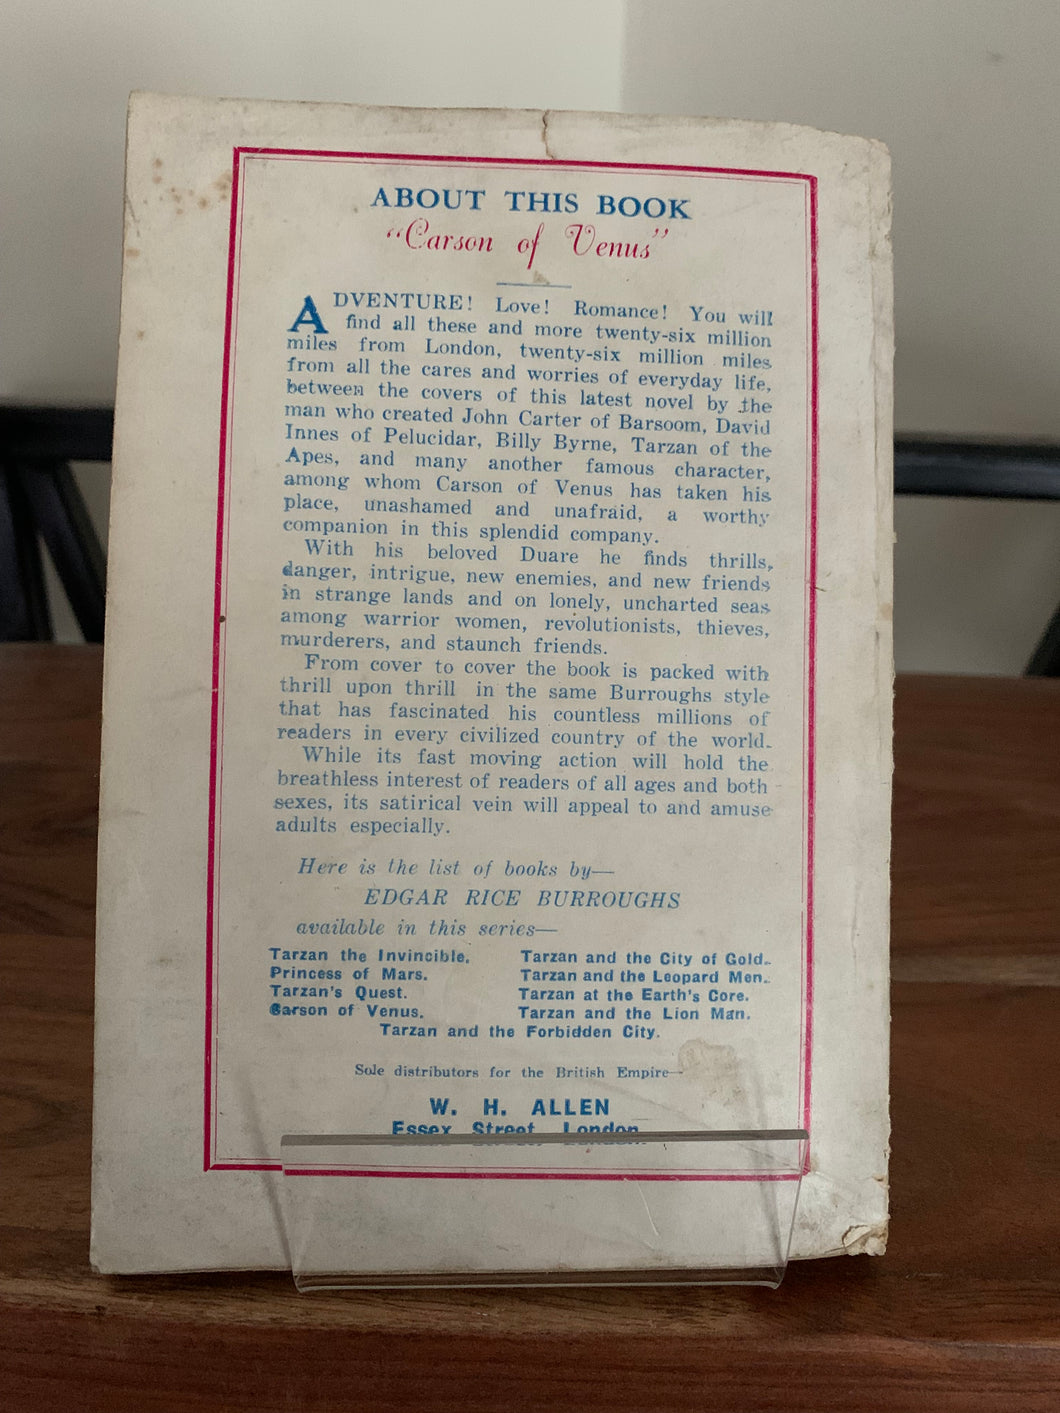 ABOUT THIS BOOK
"Carson of Venus"
ADVENTURE! Love! Romance! You will
find all these and more twenty-six million
miles from London, twenty-six million miles
from all the cares and worries of everyday life,
between the covers of this latest novel by the
man who created John Carter of Barsoom, David
Innes of Pelucidar, Billy Byrne, Tarzan of the
Apes, and many another famous character,
among whom Carson of Venus has taken his
place, unashamed and unafraid, a worthy
companion in this splendid company.
With his beloved Duare he finds thrills,
danger, intrigue, new enemies, and new friends
in strange lands and on lonely, uncharted seas
among warrior women, revolutionists, thieves,
murderers, and staunch friends.
From cover to cover the book is packed with
thrill upon thrill in the same Burroughs style
that has fascinated his countless millions of
readers in every civilized country of the world.
While its fast moving action will hold the
breathless interest of readers of all ages and both
sexes, its satirical vein will appeal to and amuse
adults especially.
Here is the list of books by—
EDGAR RICE BURROUGHS
available in this series—
Tarzan the Invincible. Tarzan and the City of Gold.
Princess of Mars. Tarzan and the Leopard Men.
Tarzan's Quest. Tarzan at the Earth's Core.
Carson of Venus. Tarzan and the Lion Man.
Tarzan and the Forbidden City.
Sole distributors for the British Empire—
W. H. ALLEN
Essex Street, London.